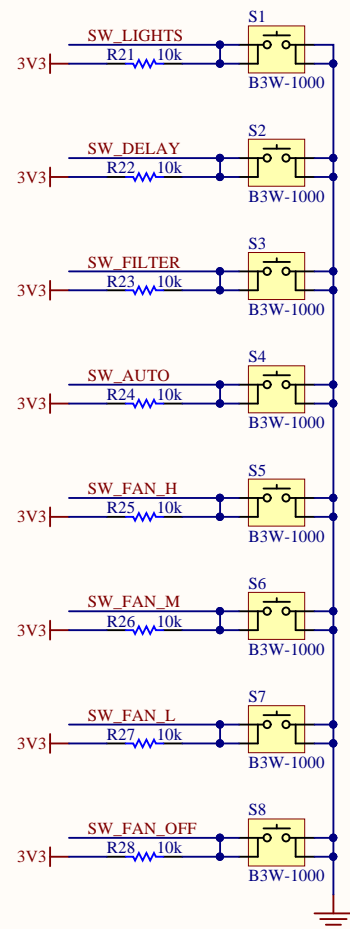 S1
SW_LIGHTS
R21 10k
3V3
B3W-1000
S2
SW_DELAY
R22 10k
3V3
B3W-1000
S3
SW_FILTER
R23 10k
3V3
B3W-1000
S4
SW_AUTO
R24 10k
3V3
B3W-1000
S5
SW_FAN_H
R25 10k
3V3
B3W-1000
S6
SW_FAN_M
R26 10k
3V3
B3W-1000
S7
SW_FAN_L
R27 10k
3V3
B3W-1000
S8
SW_FAN_OFF
R28 10k
3V3
B3W-1000